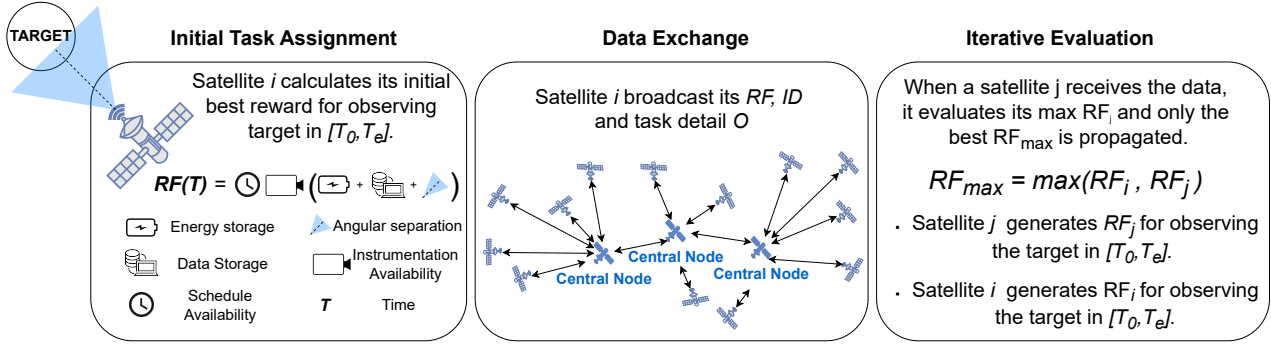 TARGET
Initial Task Assignment
Satellite i calculates its initial
best reward for observing
target in [T0,Te].
RF(T) = ( + + )
Energy storage
Angular separation
Data Storage
Instrumentation
Availability
Schedule
Availability
T
Time
Data Exchange
Satellite i broadcast its RF, ID
and task detail O
Central Node
Central Node
Central Node
Iterative Evaluation
When a satellite j receives the data,
it evaluates its max RFj and only the
best RFmax is propagated.
RFmax = max(RFi , RFj )
• Satellite j generates RFj for observing
the target in [T0,Te].
• Satellite i generates RFi for observing
the target in [T0,Te].